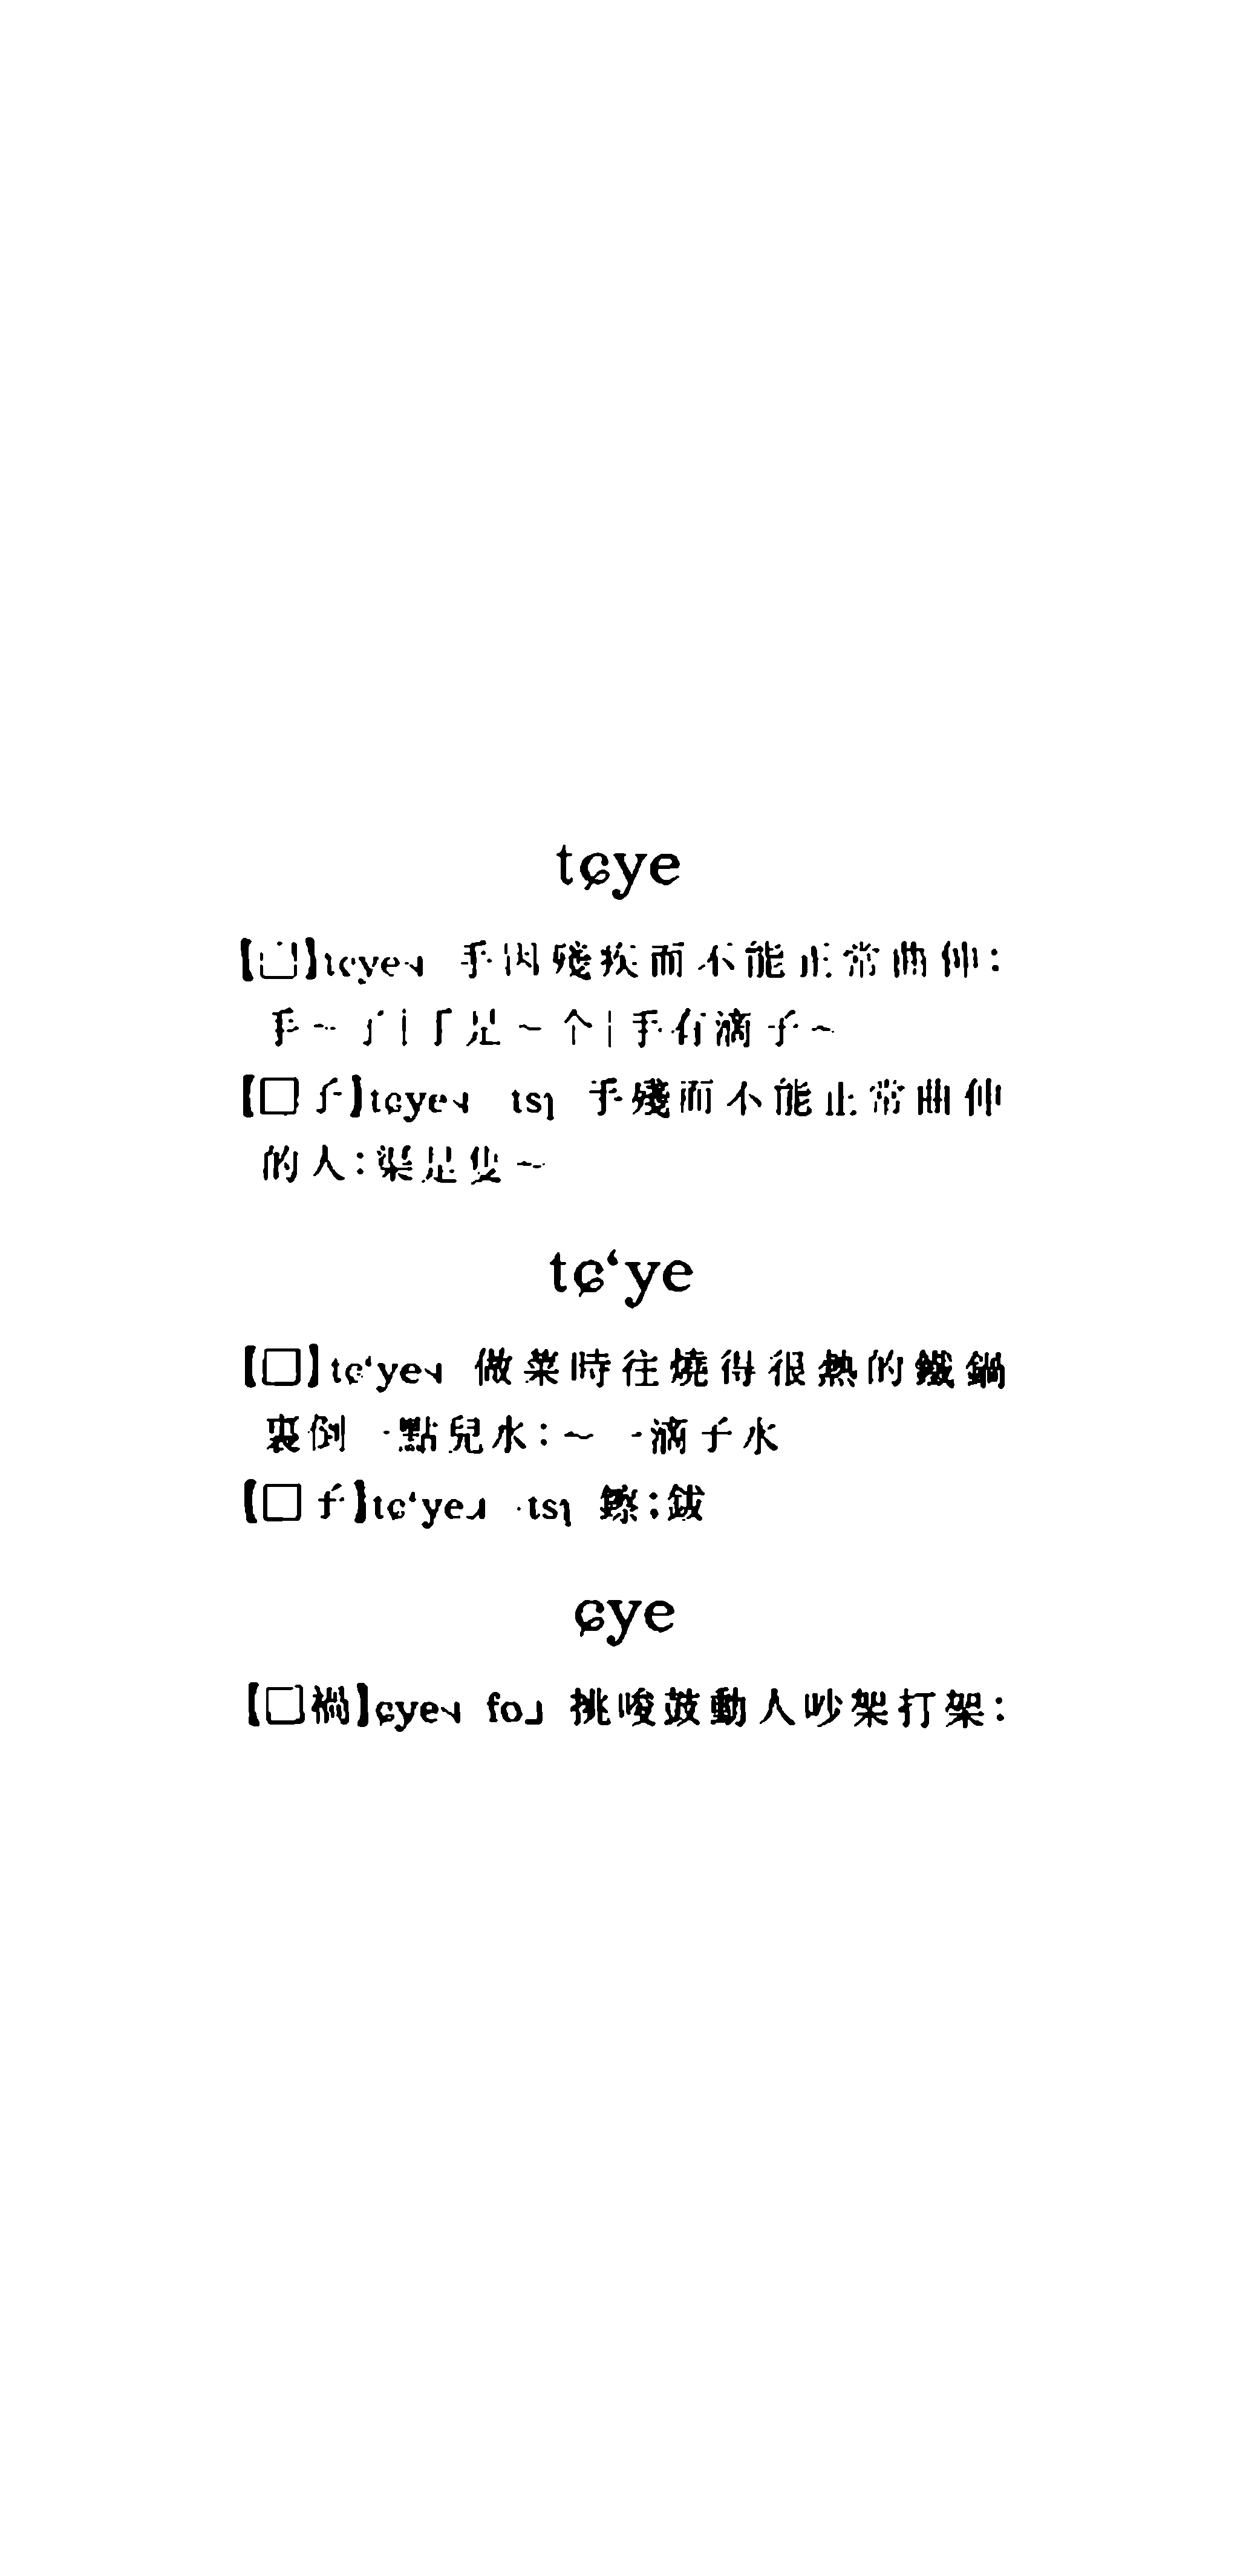 tɕye
【□】tɕye˨˩ 手因殘疾而不能正常曲伸：
手～了｜手是～个｜手有滴子～
【□子】tɕye˨˩ tsɿ 手殘而不能正常曲伸
的人：渠是隻～
tɕ‘ye
【□】tɕ‘ye˨˩ 做菜時往燒得很熱的鐵鍋
裏倒一點兒水：～一滴子水
【□子】tɕ‘ye˩ ·tsɿ 鑔；鈸
ɕye
【□禍】ɕye˨˩ fo˩ 挑唆鼓動人吵架打架：